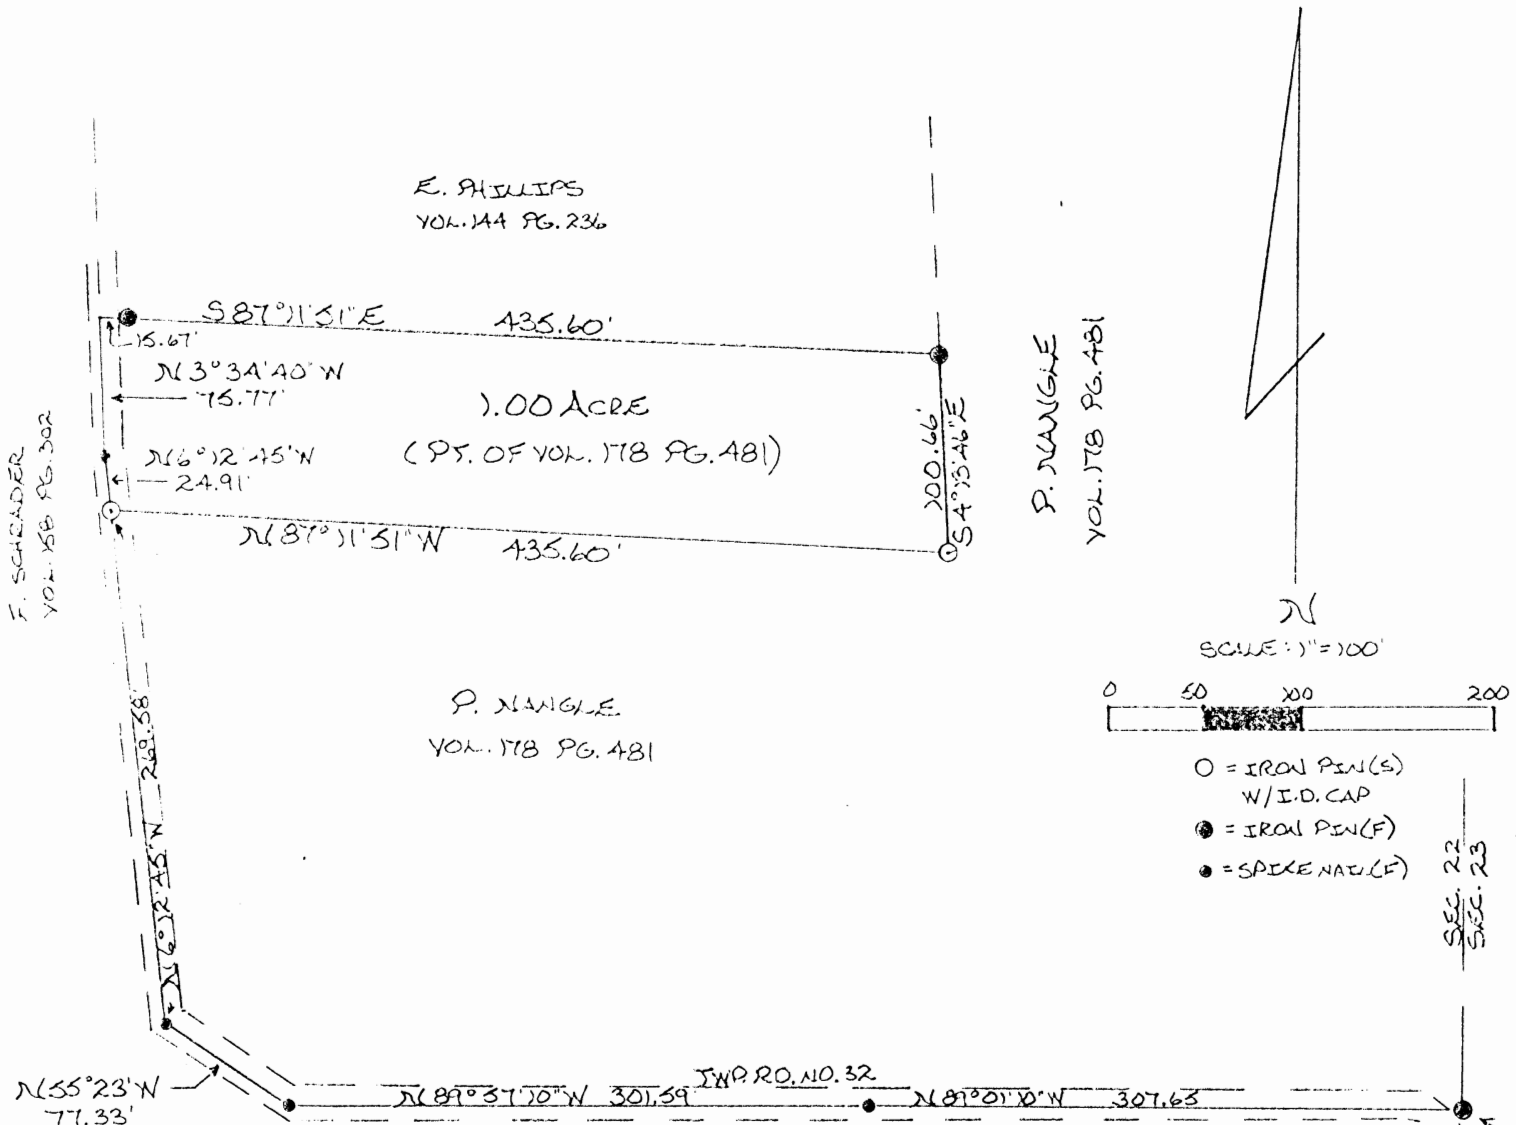 E. PHILLIPS
VOL. 144 PG. 236
S 87°11'51" E 435.60'
15.67'
N 3°34'40" W
75.77'
1.00 ACRE
(PT. OF VOL. 178 PG. 481)
N 6°12'45" W
24.91'
N 87°11'51" W 435.60'
100.66'
S 4°13'46" E
P. NANGLE
VOL. 178 PG. 481
F. SCHRADER
VOL. 158 PG. 302
N
SCALE: 1"=100'
0 50 100 200
O = IRON PIN(S)
W/ I.D. CAP
= IRON PIN(F)
= SPIKE NAIL(F)
SEC. 22
SEC. 23
P. NANGLE
VOL. 178 PG. 481
N 6°12'45" W 269.58'
N 55°23' W
77.33'
TWP. RD. NO. 32
N 89°57'10" W 301.59'
N 89°01'10" W 307.65